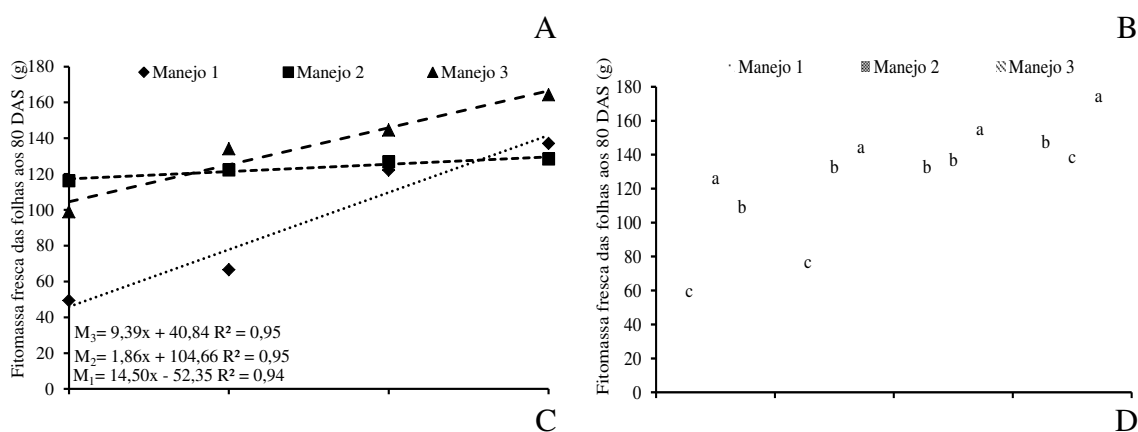 A
Fitomassa fresca das folhas aos 80 DAS (g)
Manejo 1 Manejo 2 Manejo 3
180
160
140
120
100
80
60
40
20
0
M3= 9,39x + 40,84 R² = 0,95
M2= 1,86x + 104,66 R² = 0,95
M1= 14,50x - 52,35 R² = 0,94
B
Fitomassa fresca das folhas aos 80 DAS (g)
Manejo 1 Manejo 2 Manejo 3
180
160
140
120
100
80
60
40
20
0
c a b
c b a
b b a
b c a
C
D